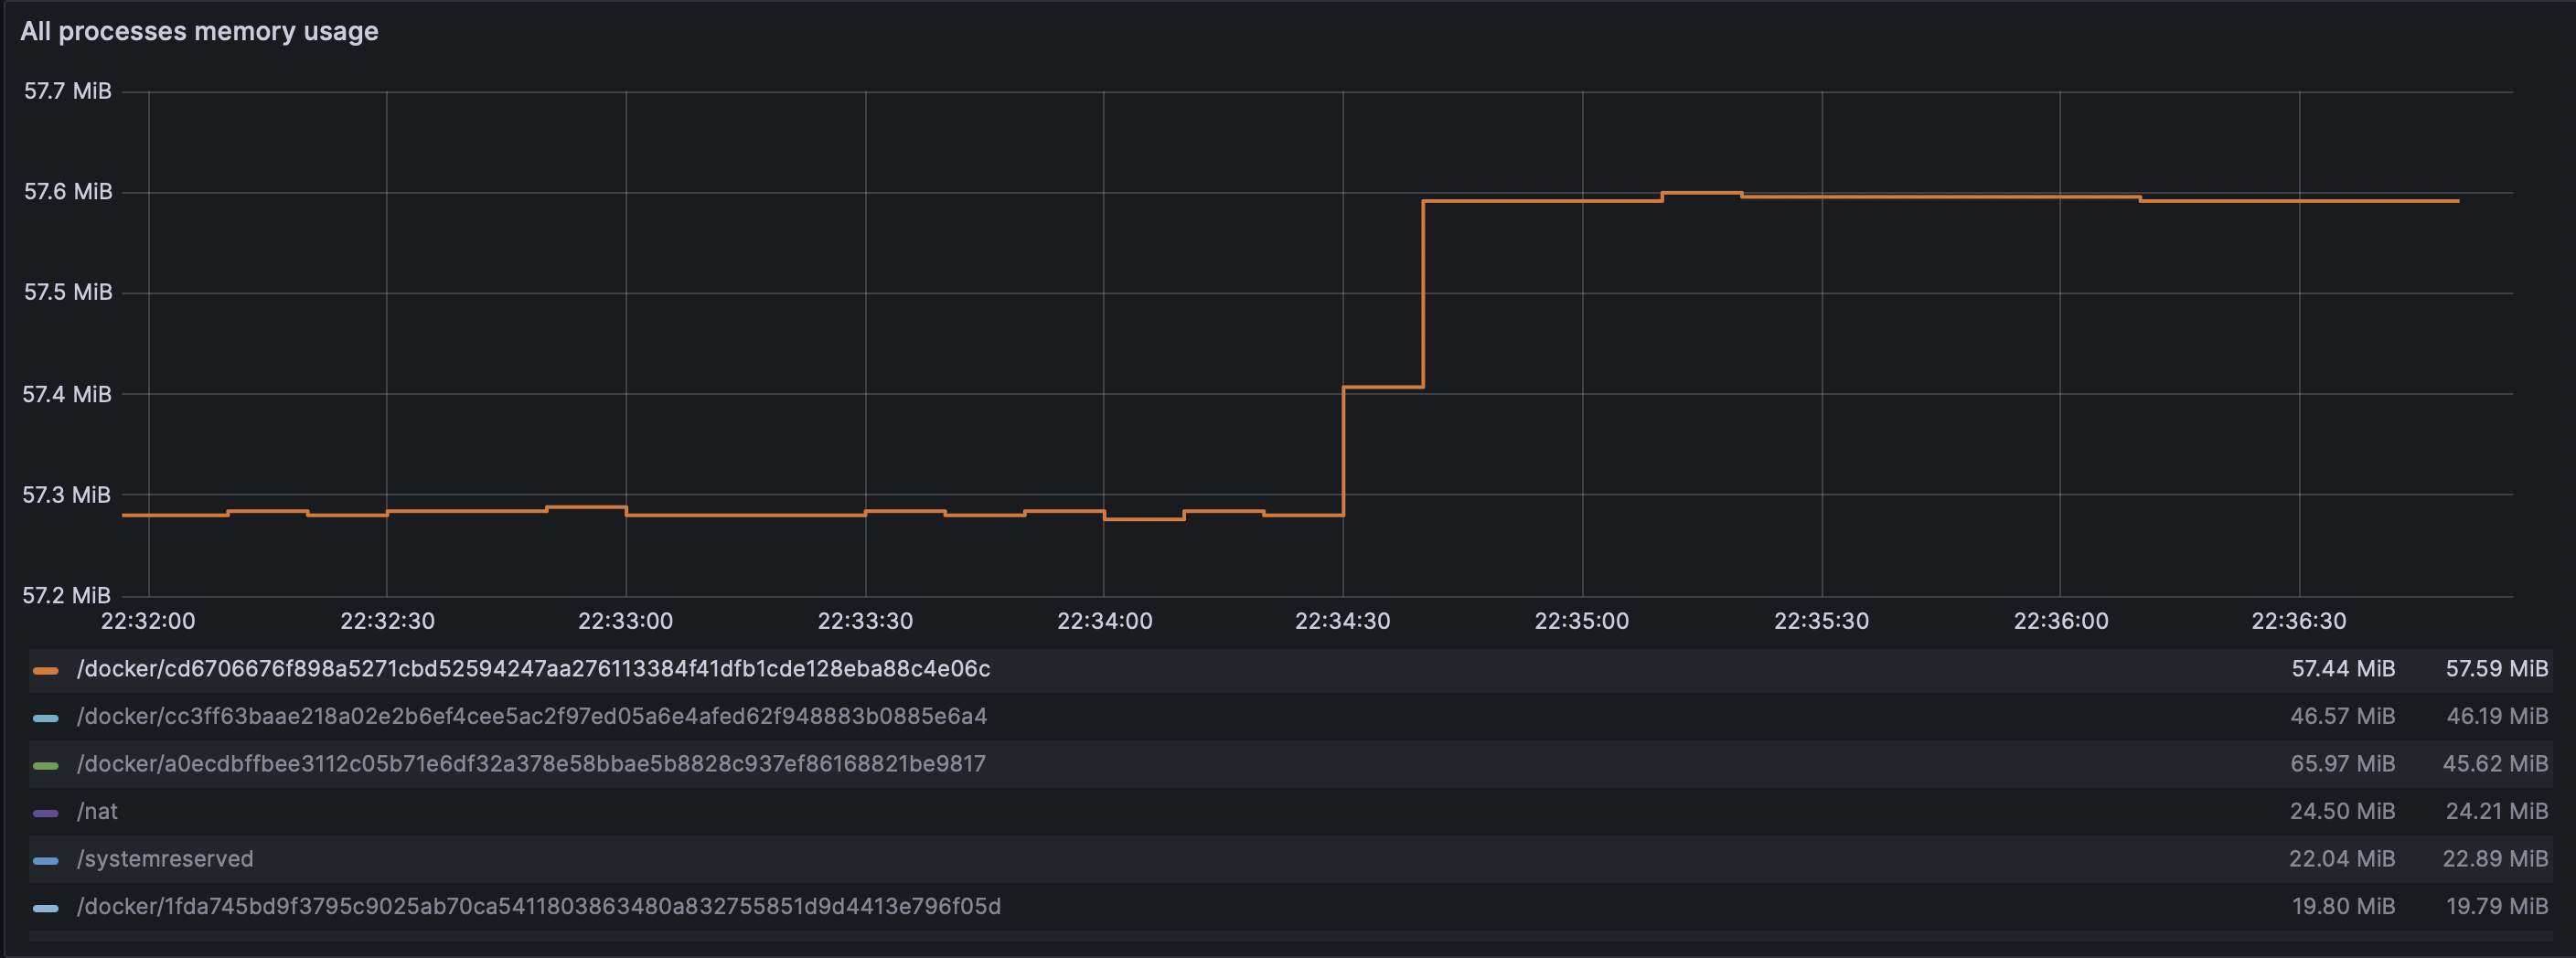 All processes memory usage
57.7 MiB
57.6 MiB
57.5 MiB
57.4 MiB
57.3 MiB
57.2 MiB
22:32:00 22:32:30 22:33:00 22:33:30 22:34:00 22:34:30 22:35:00 22:35:30 22:36:00 22:36:30
/docker/cd6706676f898a5271cbd52594247aa276113384f41dfb1cde128eba88c4e06c 57.44 MiB 57.59 MiB
/docker/cc3ff63baae218a02e2b6ef4cee5ac2f97ed05a6e4afed62f948883b0885e6a4 46.57 MiB 46.19 MiB
/docker/a0ecdbffbee3112c05b71e6df32a378e58bbae5b8828c937ef86168821be9817 65.97 MiB 45.62 MiB
/nat 24.50 MiB 24.21 MiB
/systemreserved 22.04 MiB 22.89 MiB
/docker/1fda745bd9f3795c9025ab70ca5411803863480a832755851d9d4413e796f05d 19.80 MiB 19.79 MiB